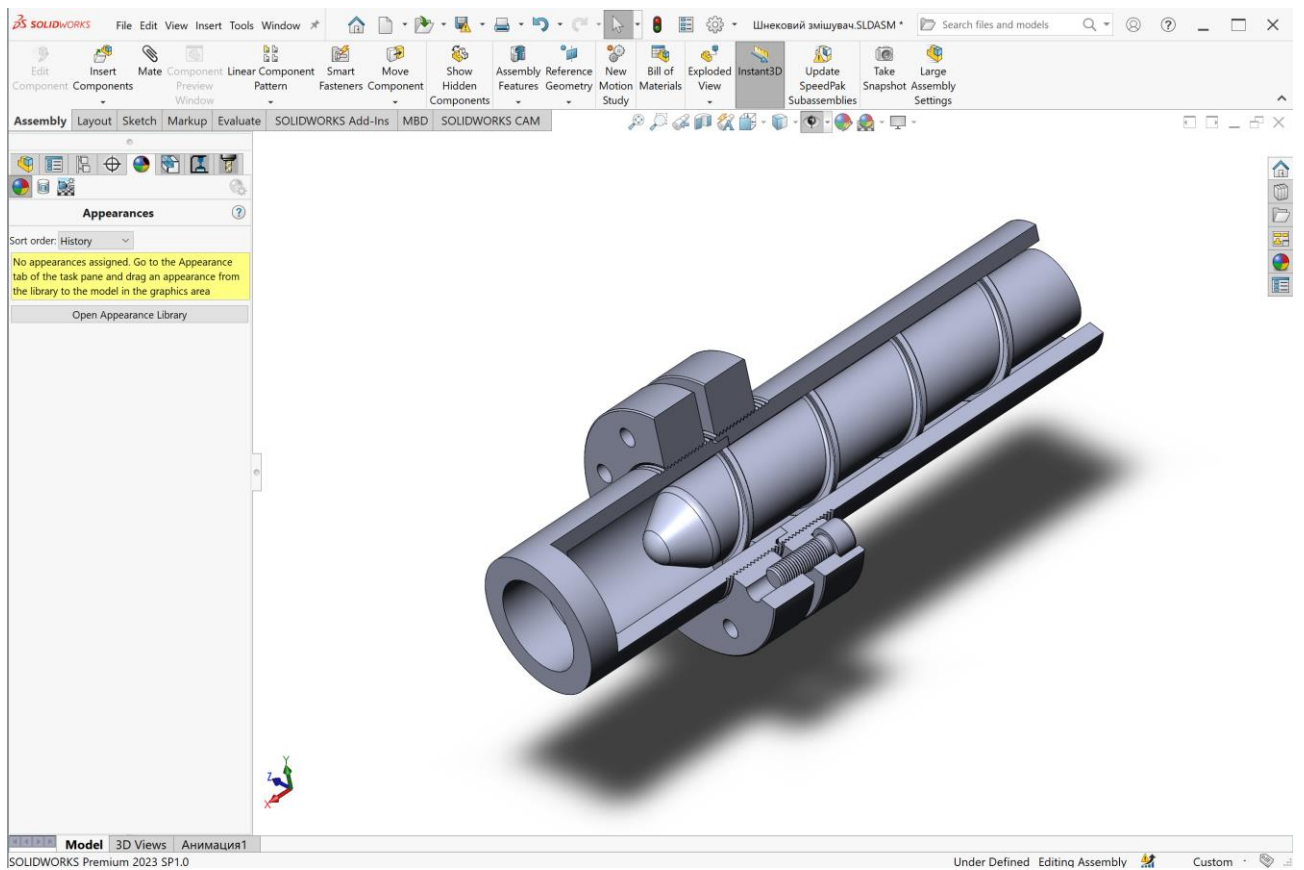 SOLIDWORKS File Edit View Insert Tools Window Шнековий змішувач.SLDASM * Search files and models
Edit Component
Insert Components
Mate
Component Preview Window
Linear Component Pattern
Smart Fasteners
Move Component
Show Hidden Components
Assembly Features
Reference Geometry
New Motion Study
Bill of Materials
Exploded View
Instant3D
Update SpeedPak Subassemblies
Take Snapshot
Large Assembly Settings
Assembly Layout Sketch Markup Evaluate SOLIDWORKS Add-Ins MBD SOLIDWORKS CAM
Appearances
Sort order: History
No appearances assigned. Go to the Appearance
tab of the task pane and drag an appearance from
the library to the model in the graphics area
Open Appearance Library
Y
Z
X
Model 3D Views Анимация1
SOLIDWORKS Premium 2023 SP1.0 Under Defined Editing Assembly Custom